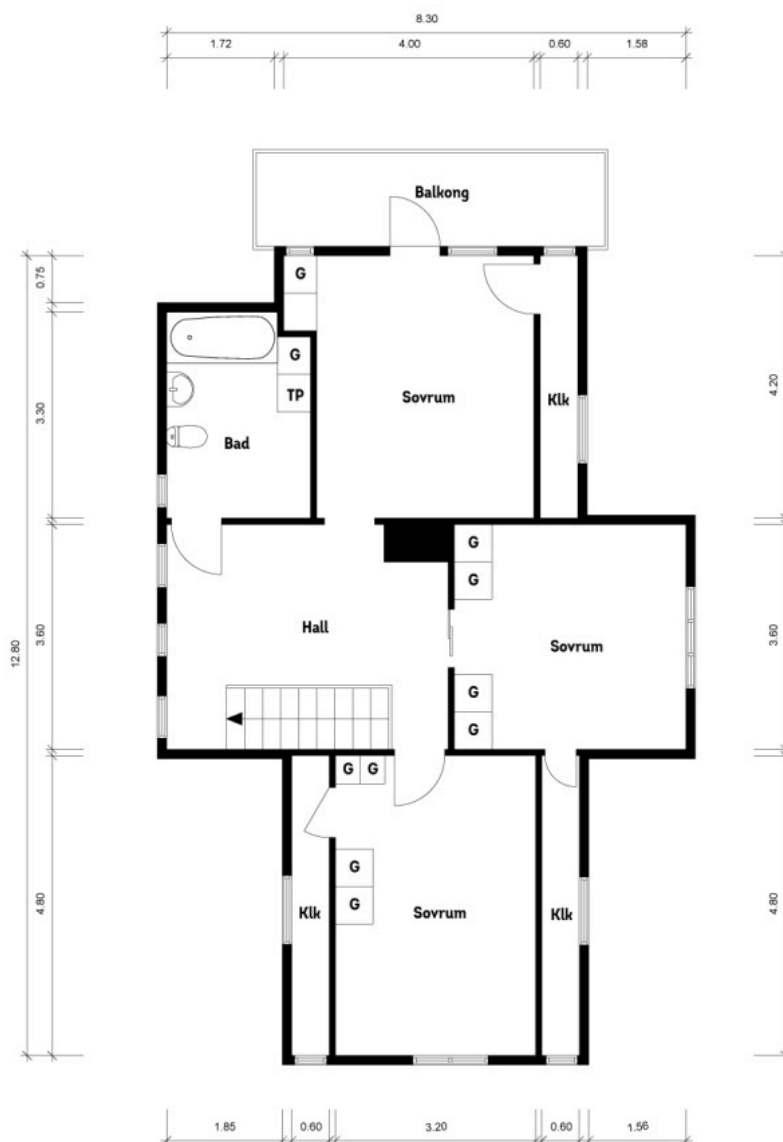 8.30
1.72 4.00 0.60 1.58
Balkong
0.75
G
G
TP
3.30
Bad
Sovrum
Klk
4.20
12.80
3.60
Hall
G
G
Sovrum
G
G
3.60
G G
G
G
4.80
Klk
Sovrum
Klk
4.80
1.85 0.60 3.20 0.60 1.56